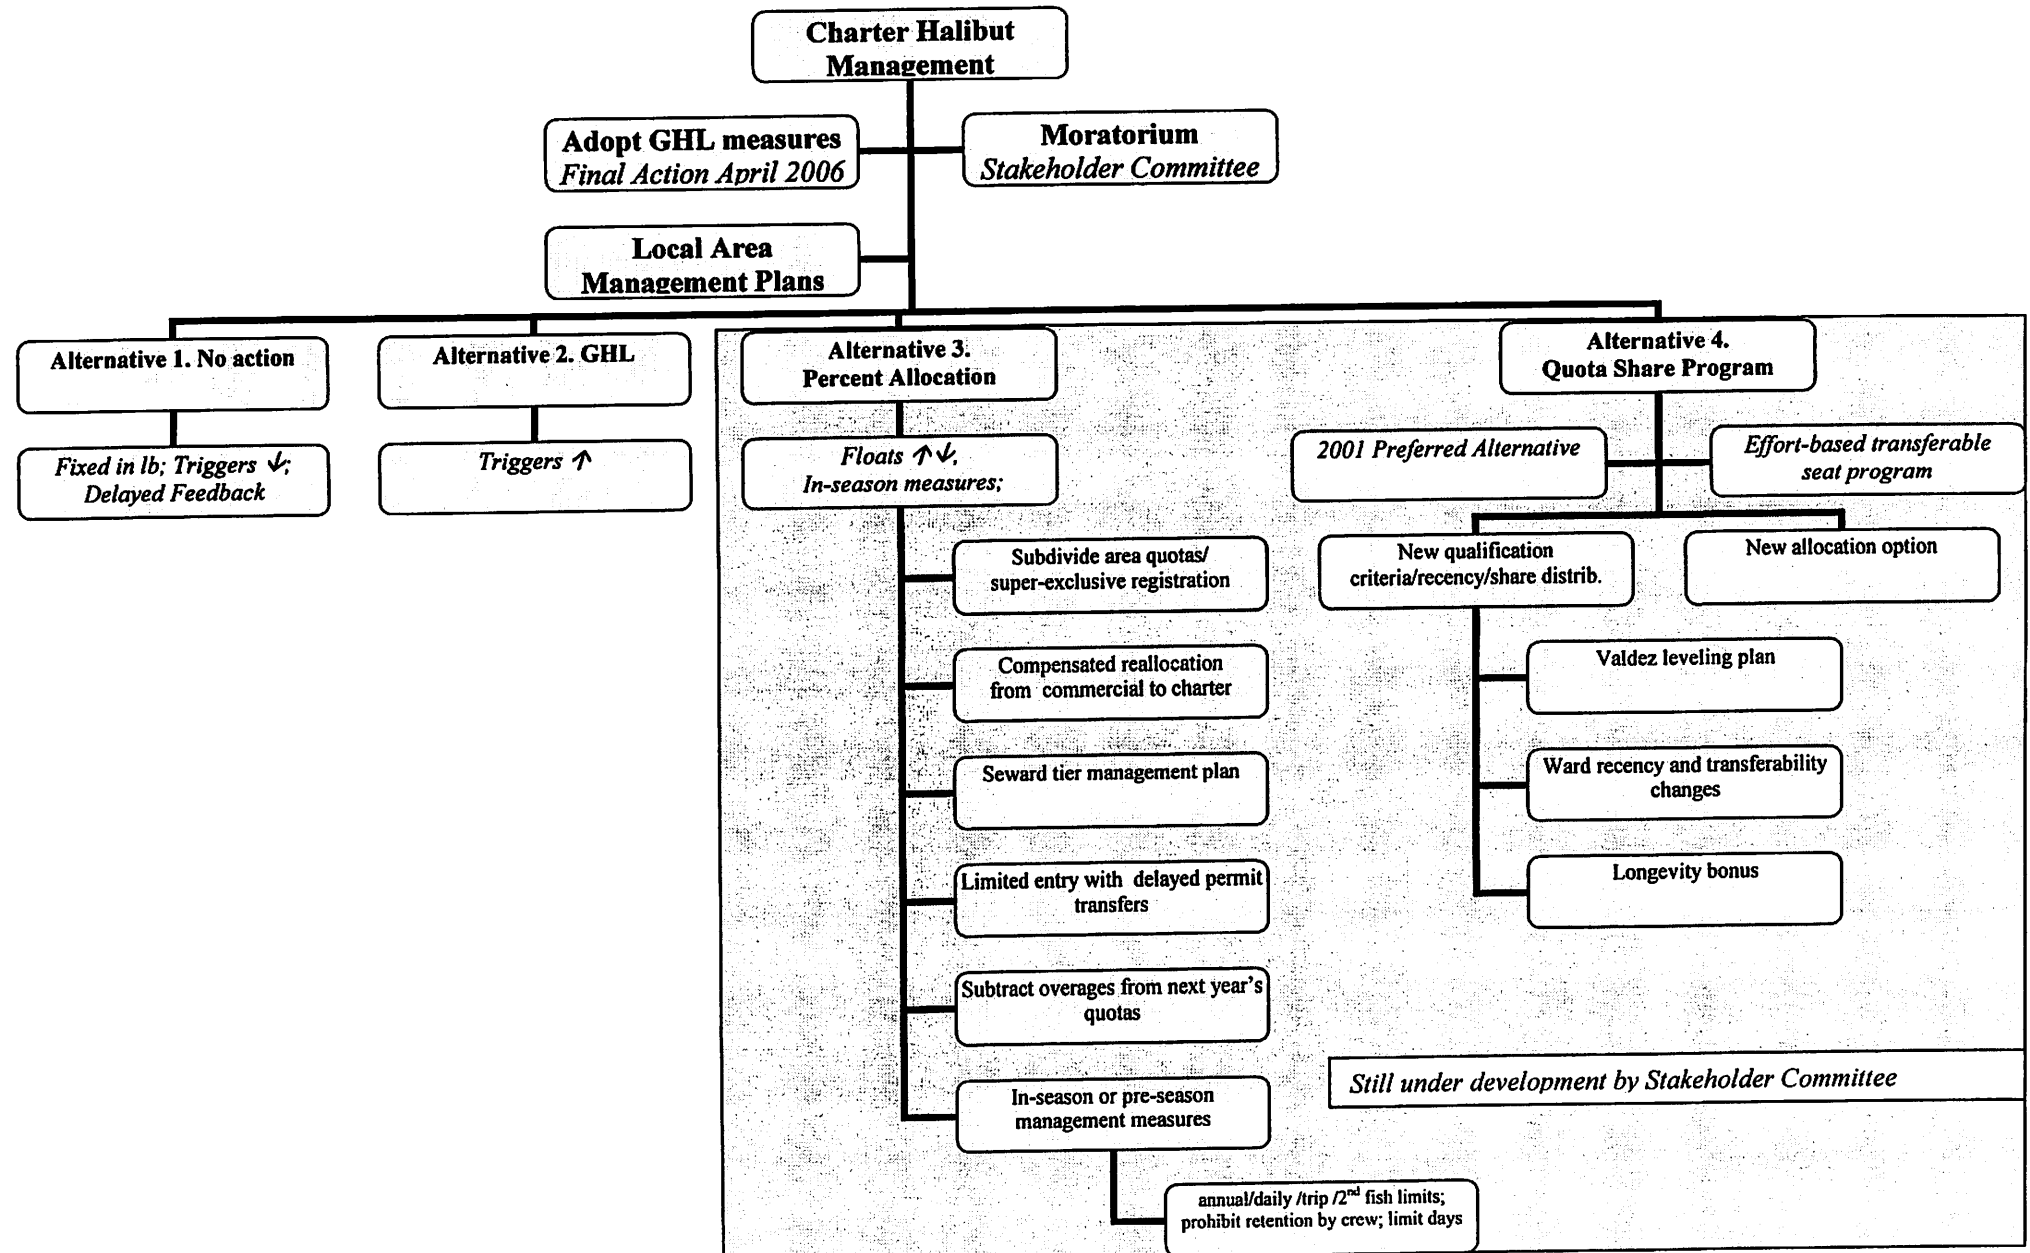 Charter Halibut
Management
Adopt GHL measures
Final Action April 2006
Moratorium
Stakeholder Committee
Local Area
Management Plans
Alternative 1. No action
Fixed in lb; Triggers ↓;
Delayed Feedback
Alternative 2. GHL
Triggers ↑
Alternative 3.
Percent Allocation
Floats ↑↓,
In-season measures;
Subdivide area quotas/
super-exclusive registration
Compensated reallocation
from commercial to charter
Seward tier management plan
Limited entry with delayed permit
transfers
Subtract overages from next year's
quotas
In-season or pre-season
management measures
annual/daily /trip /2nd fish limits;
prohibit retention by crew; limit days
Alternative 4.
Quota Share Program
2001 Preferred Alternative
Effort-based transferable
seat program
New qualification
criteria/recency/share distrib.
New allocation option
Valdez leveling plan
Ward recency and transferability
changes
Longevity bonus
Still under development by Stakeholder Committee